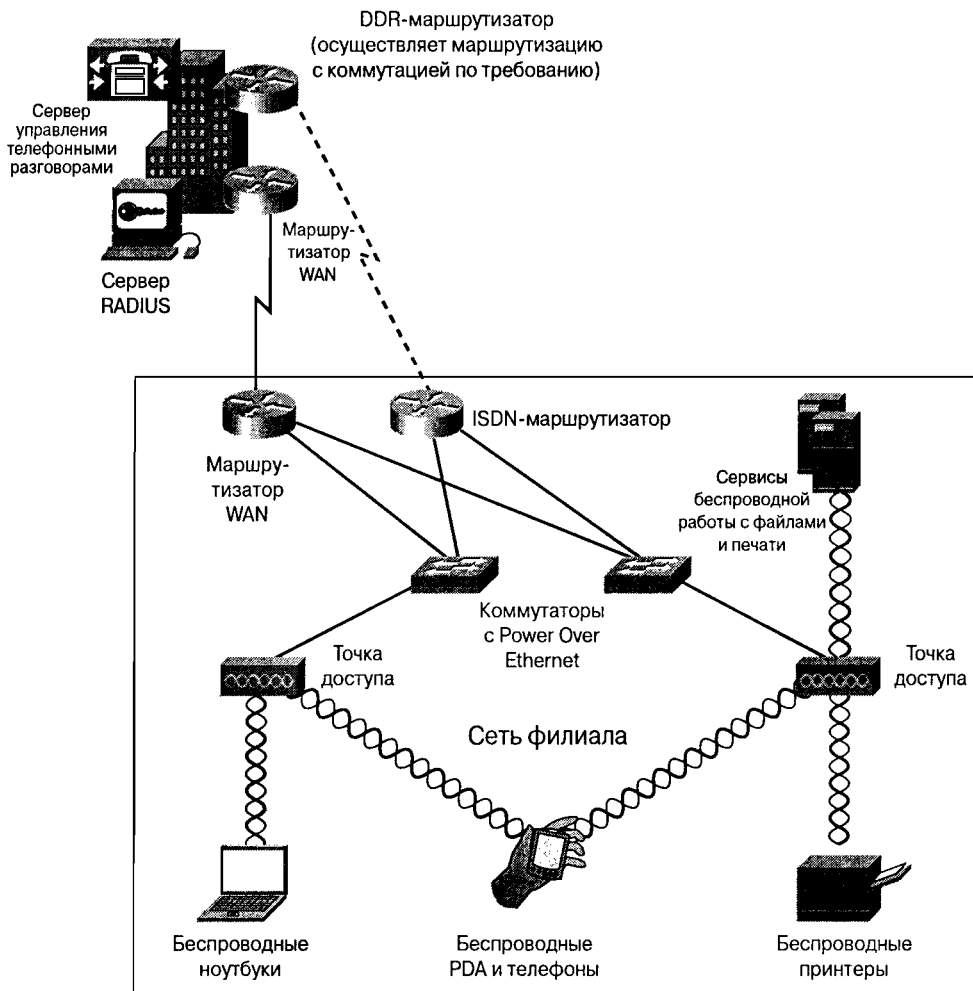 DDR-маршрутизатор
(осуществляет маршрутизацию
с коммутацией по требованию)
Сервер
управления
телефонными
разговорами
Маршру-
тизатор
WAN
Сервер
RADIUS
ISDN-маршрутизатор
Маршру-
тизатор
WAN
Сервисы
беспроводной
работы с файлами
и печати
Коммутаторы
с Power Over
Ethernet
Точка
доступа
Точка
доступа
Сеть филиала
Беспроводные
ноутбуки
Беспроводные
PDA и телефоны
Беспроводные
принтеры